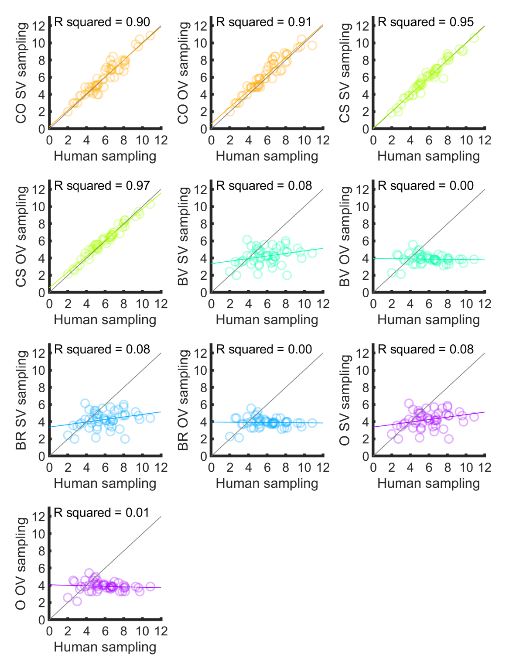 R squared = 0.90
CO SV sampling
12
10
8
6
4
2
0
0 2 4 6 8 10 12
Human sampling
R squared = 0.91
CO OV sampling
12
10
8
6
4
2
0
0 2 4 6 8 10 12
Human sampling
R squared = 0.95
CS SV sampling
12
10
8
6
4
2
0
0 2 4 6 8 10 12
Human sampling
R squared = 0.97
CS OV sampling
12
10
8
6
4
2
0
0 2 4 6 8 10 12
Human sampling
R squared = 0.08
BV SV sampling
12
10
8
6
4
2
0
0 2 4 6 8 10 12
Human sampling
R squared = 0.00
BV OV sampling
12
10
8
6
4
2
0
0 2 4 6 8 10 12
Human sampling
R squared = 0.08
BR SV sampling
12
10
8
6
4
2
0
0 2 4 6 8 10 12
Human sampling
R squared = 0.00
BR OV sampling
12
10
8
6
4
2
0
0 2 4 6 8 10 12
Human sampling
R squared = 0.08
O SV sampling
12
10
8
6
4
2
0
0 2 4 6 8 10 12
Human sampling
R squared = 0.01
O OV sampling
12
10
8
6
4
2
0
0 2 4 6 8 10 12
Human sampling